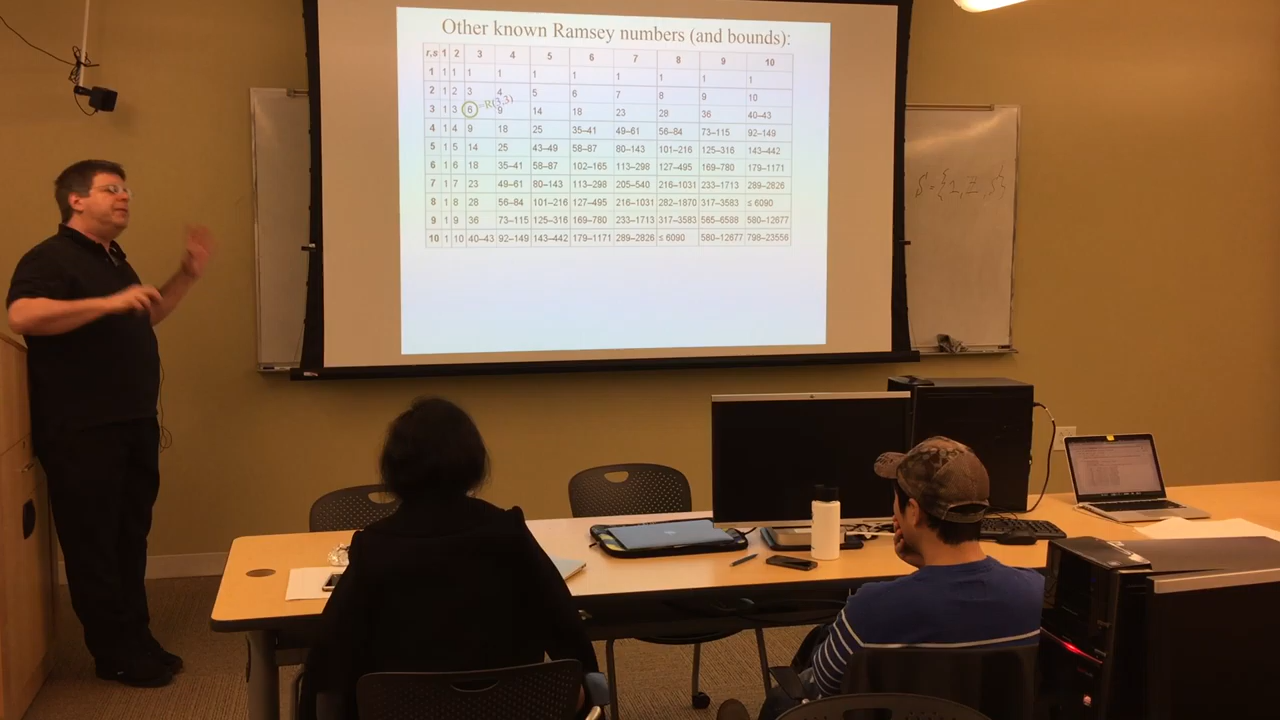 Other known Ramsey numbers (and bounds):
r,s 1 2 3 4 5 6 7 8 9 10
1 1 1 1 1 1 1 1 1 1 1
2 1 2 3 4 5 6 7 8 9 10
3 1 3 6 R(3,3) 9 14 18 23 28 36 40–43
4 1 4 9 18 25 35–41 49–61 56–84 73–115 92–149
5 1 5 14 25 43–49 58–87 80–143 101–216 125–316 143–442
6 1 6 18 35–41 58–87 102–165 113–298 127–495 169–780 179–1171
7 1 7 23 49–61 80–143 113–298 205–540 216–1031 233–1713 289–2826
8 1 8 28 56–84 101–216 127–495 216–1031 282–1870 317–3583 ≤ 6090
9 1 9 36 73–115 125–316 169–780 233–1713 317–3583 565–6588 580–12677
10 1 10 40–43 92–149 143–442 179–1171 289–2826 ≤ 6090 580–12677 798–23556